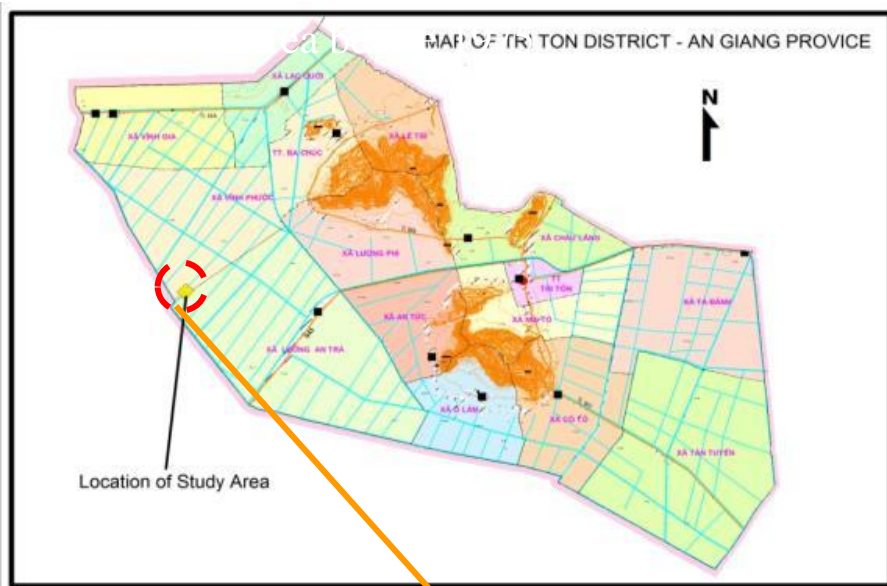 ea b
MAP OF TRI TON DISTRICT - AN GIANG PROVICE
N
XÃ LẠC QUỚI
XÃ VĨNH GIA
TT. BA CHÚC
XÃ LÊ TRÌ
XÃ VĨNH PHƯỚC
XÃ LƯƠNG PHI
XÃ CHÂU LĂNG
TT
TRI TÔN
XÃ TÀ ĐẢNH
XÃ AN TỨC
XÃ NÚI TÔ
XÃ LƯƠNG AN TRÀ
XÃ Ô LÂM
XÃ CÔ TÔ
XÃ TÂN TUYẾN
Location of Study Area